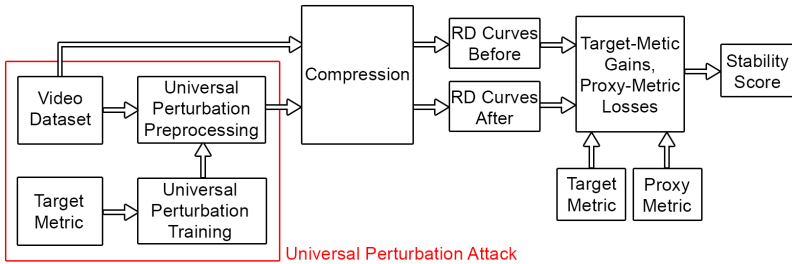 Video
Dataset
Universal
Perturbation
Preprocessing
Target
Metric
Universal
Perturbation
Training
Universal Perturbation Attack
Compression
RD Curves
Before
RD Curves
After
Target-Metic
Gains,
Proxy-Metric
Losses
Target
Metric
Proxy
Metric
Stability
Score